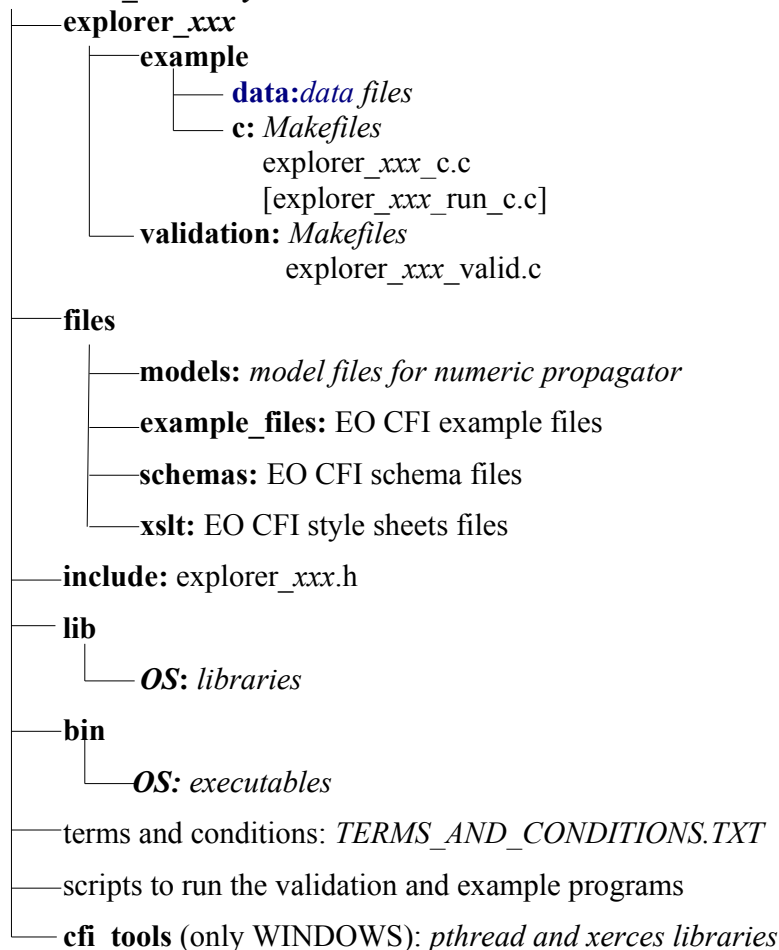 explorer_xxx
example
data:data files
c: Makefiles
explorer_xxx_c.c
[explorer_xxx_run_c.c]
validation: Makefiles
explorer_xxx_valid.c
files
models: model files for numeric propagator
example_files: EO CFI example files
schemas: EO CFI schema files
xslt: EO CFI style sheets files
include: explorer_xxx.h
lib
OS: libraries
bin
OS: executables
terms and conditions: TERMS_AND_CONDITIONS.TXT
scripts to run the validation and example programs
cfi_tools (only WINDOWS): pthread and xerces libraries